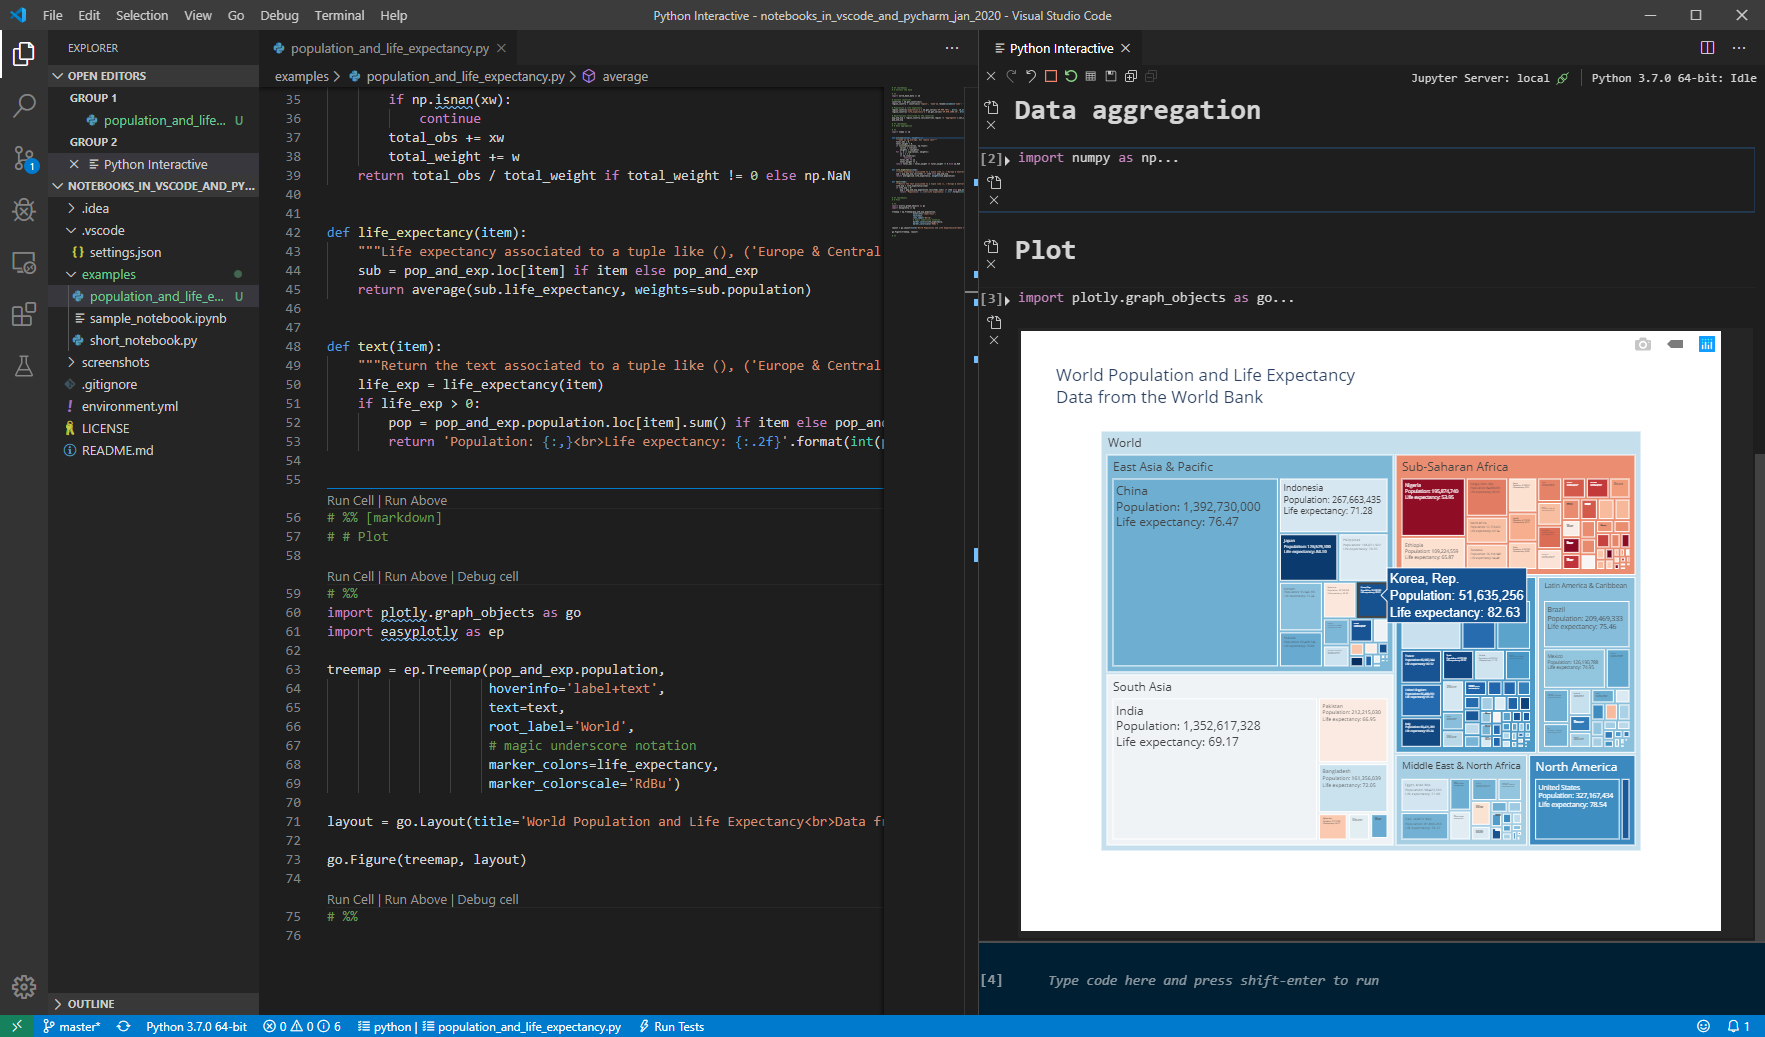 File Edit Selection View Go Debug Terminal Help
Python Interactive - notebooks_in_vscode_and_pycharm_jan_2020 - Visual Studio Code
EXPLORER
OPEN EDITORS
GROUP 1
population_and_life... U
GROUP 2
Python Interactive
NOTEBOOKS_IN_VSCODE_AND_PY...
.idea
.vscode
{} settings.json
examples
population_and_life_e... U
sample_notebook.ipynb
short_notebook.py
screenshots
.gitignore
! environment.yml
LICENSE
README.md
OUTLINE
1
population_and_life_expectancy.py
examples > population_and_life_expectancy.py > average
35 if np.isnan(xw):
36 continue
37 total_obs += xw
38 total_weight += w
39 return total_obs / total_weight if total_weight != 0 else np.NaN
40
41
42 def life_expectancy(item):
43 """Life expectancy associated to a tuple like (), ('Europe & Central
44 sub = pop_and_exp.loc[item] if item else pop_and_exp
45 return average(sub.life_expectancy, weights=sub.population)
46
47
48 def text(item):
49 """Return the text associated to a tuple like (), ('Europe & Central
50 life_exp = life_expectancy(item)
51 if life_exp > 0:
52 pop = pop_and_exp.population.loc[item].sum() if item else pop_an
53 return 'Population: {:,}<br>Life expectancy: {:.2f}'.format(int(
54
55
Run Cell | Run Above
56 # %% [markdown]
57 # # Plot
58
Run Cell | Run Above | Debug cell
59 # %%
60 import plotly.graph_objects as go
61 import easyplotly as ep
62
63 treemap = ep.Treemap(pop_and_exp.population,
64 hoverinfo='label+text',
65 text=text,
66 root_label='World',
67 # magic underscore notation
68 marker_colors=life_expectancy,
69 marker_colorscale='RdBu')
70
71 layout = go.Layout(title='World Population and Life Expectancy<br>Data f
72
73 go.Figure(treemap, layout)
74
Run Cell | Run Above | Debug cell
75 # %%
76
Python Interactive
Jupyter Server: local
Python 3.7.0 64-bit: Idle
Data aggregation
[2] import numpy as np...
Plot
[3] import plotly.graph_objects as go...
World Population and Life Expectancy
Data from the World Bank
World
East Asia & Pacific
China
Population: 1,392,730,000
Life expectancy: 76.47
Indonesia
Population: 267,663,435
Life expectancy: 71.28
Japan
Sub-Saharan Africa
Nigeria
Population: 195,874,740
Life expectancy: 53.95
Ethiopia
Korea, Rep.
Population: 51,635,256
Life expectancy: 82.63
Latin America & Caribbean
Brazil
Population: 209,469,333
Life expectancy: 75.46
Mexico
South Asia
India
Population: 1,352,617,328
Life expectancy: 69.17
Pakistan
Population: 212,215,030
Bangladesh
Middle East & North Africa
North America
United States
Population: 327,167,434
Life expectancy: 78.54
[4] Type code here and press shift-enter to run
master*
Python 3.7.0 64-bit
0 0 6
python | population_and_life_expectancy.py
Run Tests
1